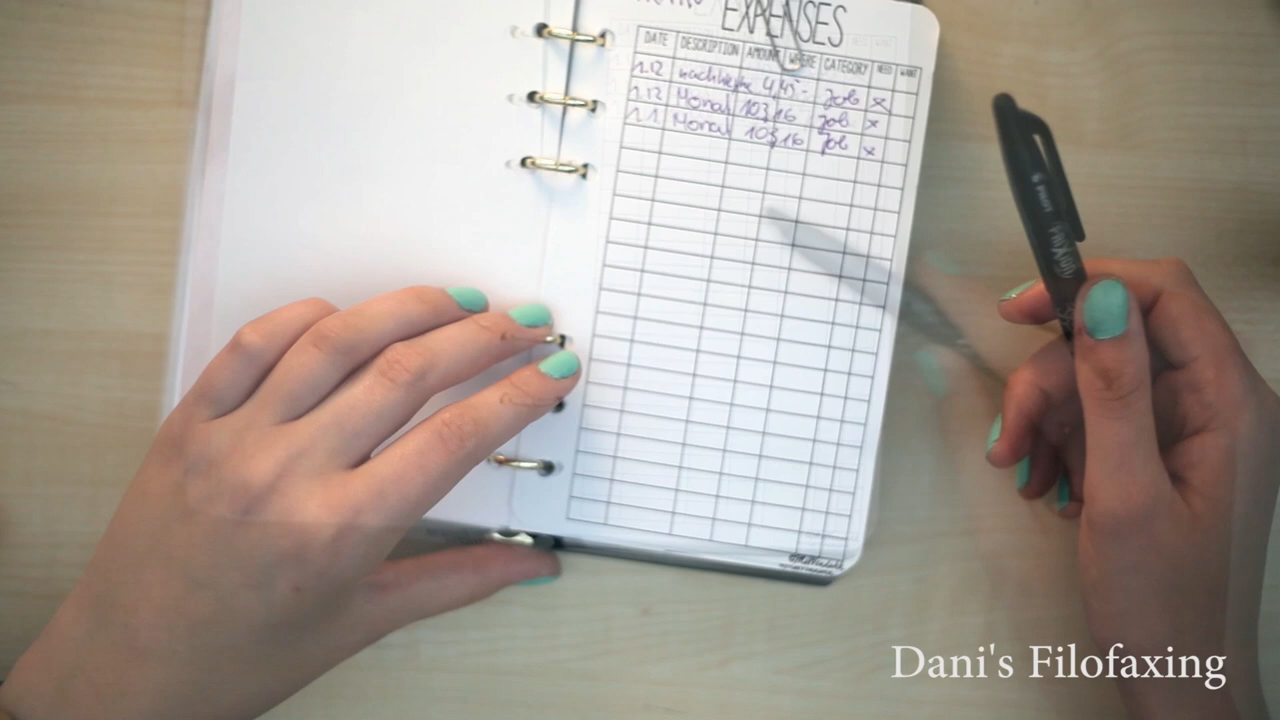 EXPENSES
DATE DESCRIPTION AMOUNT WHERE CATEGORY NEED WANT
1.12 4,45- Job x
1.12 Monat 103,16 Job x
1.1. Monat 103,16 Job x
PILOT
Dani's Filofaxing